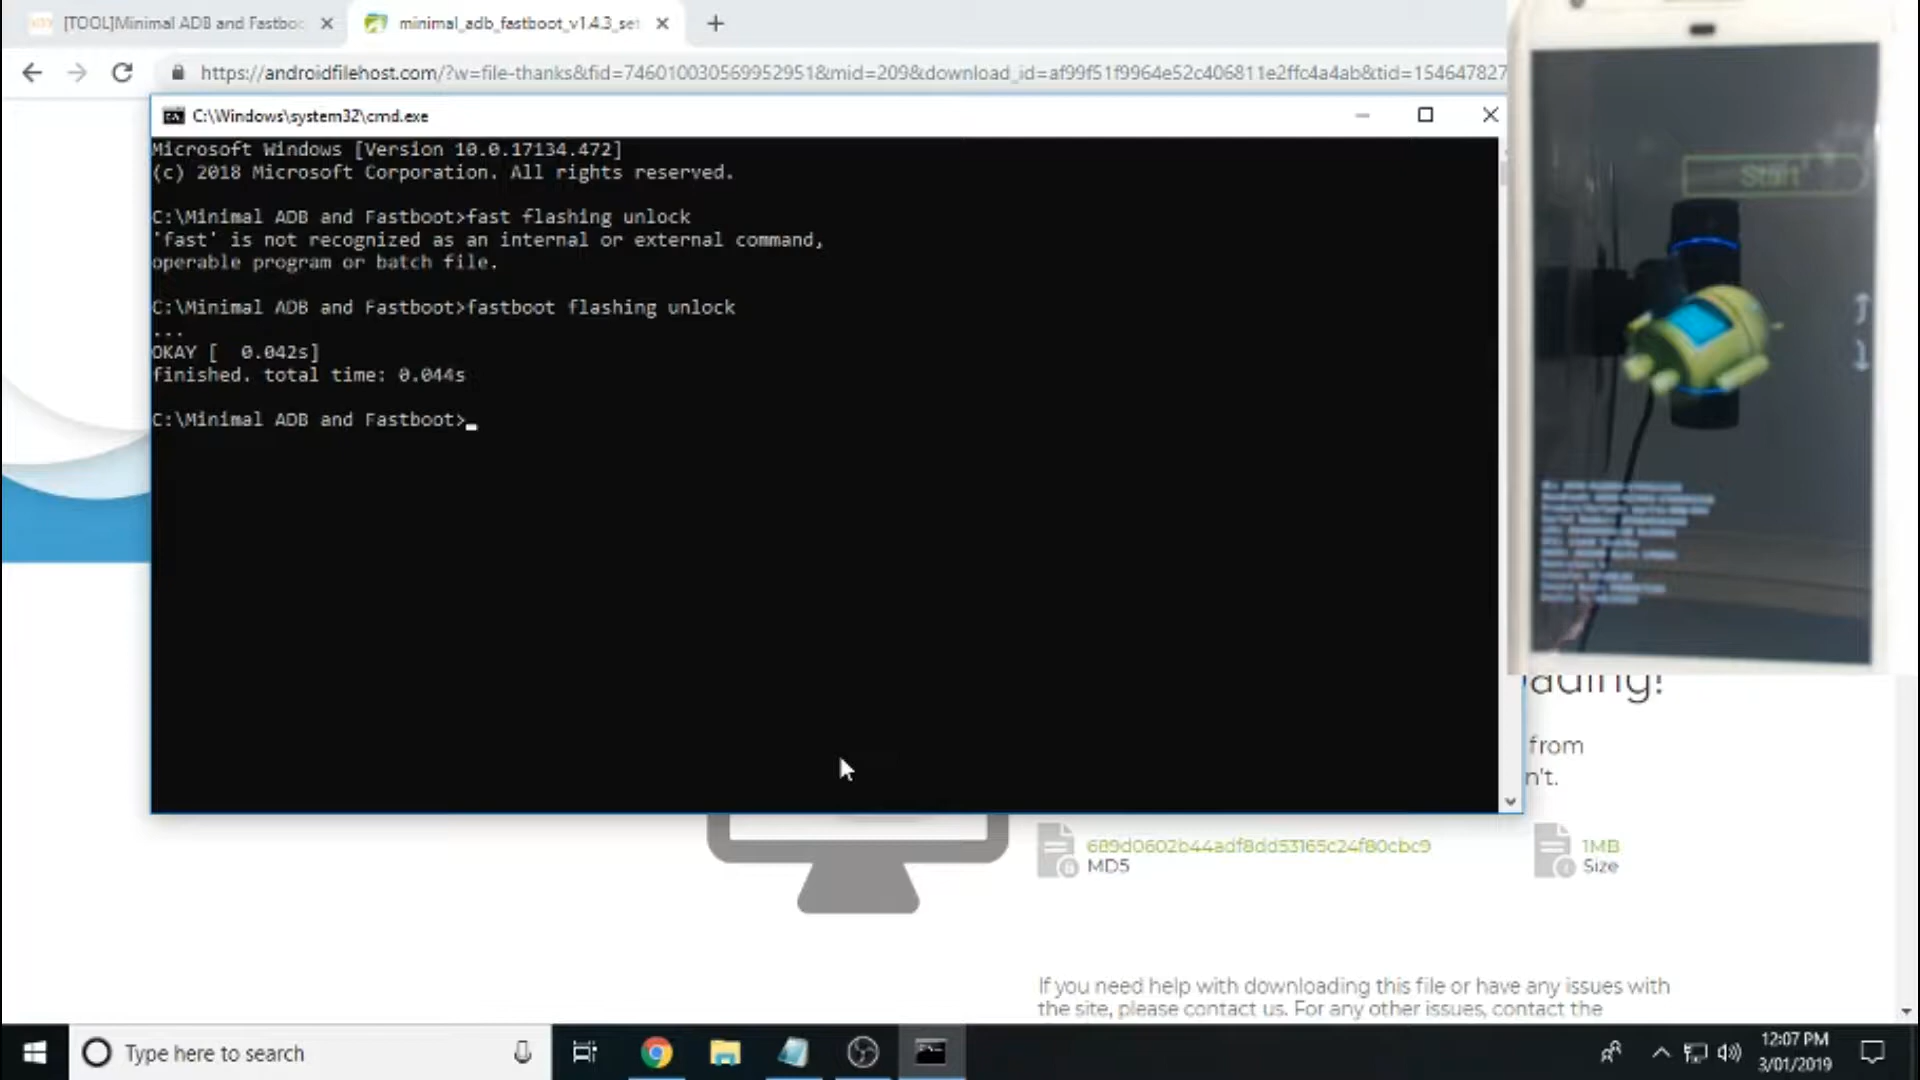 [TOOL]Minimal ADB and Fastboo
minimal_adb_fastboot_v1.4.3_set
https://androidfilehost.com/?w=file-thanks&fid=746010030569952951&mid=209&download_id=af99f51f9964e52c406811e2ffc4a4ab&tid=154647827
C:\Windows\system32\cmd.exe
Microsoft Windows [Version 10.0.17134.472]
(c) 2018 Microsoft Corporation. All rights reserved.
C:\Minimal ADB and Fastboot>fast flashing unlock
'fast' is not recognized as an internal or external command,
operable program or batch file.
C:\Minimal ADB and Fastboot>fastboot flashing unlock
...
OKAY [  0.042s]
finished. total time: 0.044s
C:\Minimal ADB and Fastboot>
Start
ading!
from
n't.
689d0602b44adf8dd53165c24f80cbc9
MD5
1MB
Size
If you need help with downloading this file or have any issues with
the site, please contact us. For any other issues, contact the
Type here to search
12:07 PM
3/01/2019